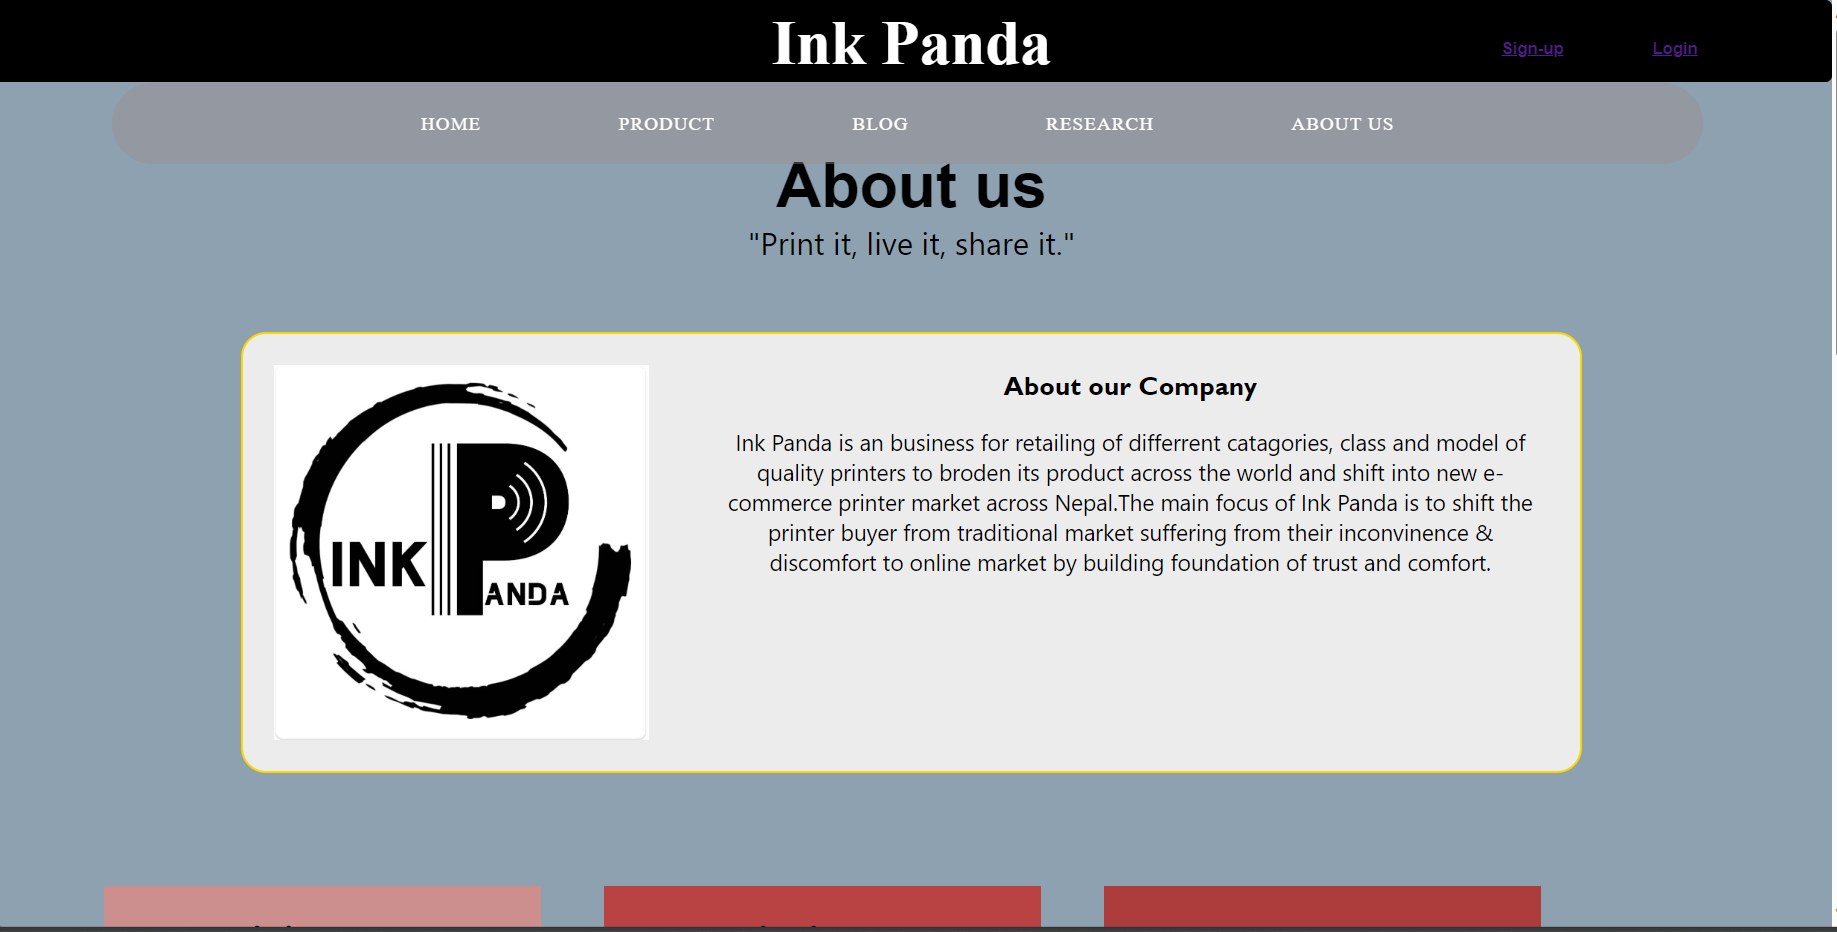 Ink Panda
Sign-up Login
HOME PRODUCT BLOG RESEARCH ABOUT US
About us
"Print it, live it, share it."
INK PANDA
About our Company
Ink Panda is an business for retailing of differrent catagories, class and model of
quality printers to broden its product across the world and shift into new e-
commerce printer market across Nepal.The main focus of Ink Panda is to shift the
printer buyer from traditional market suffering from their inconvinence &
discomfort to online market by building foundation of trust and comfort.